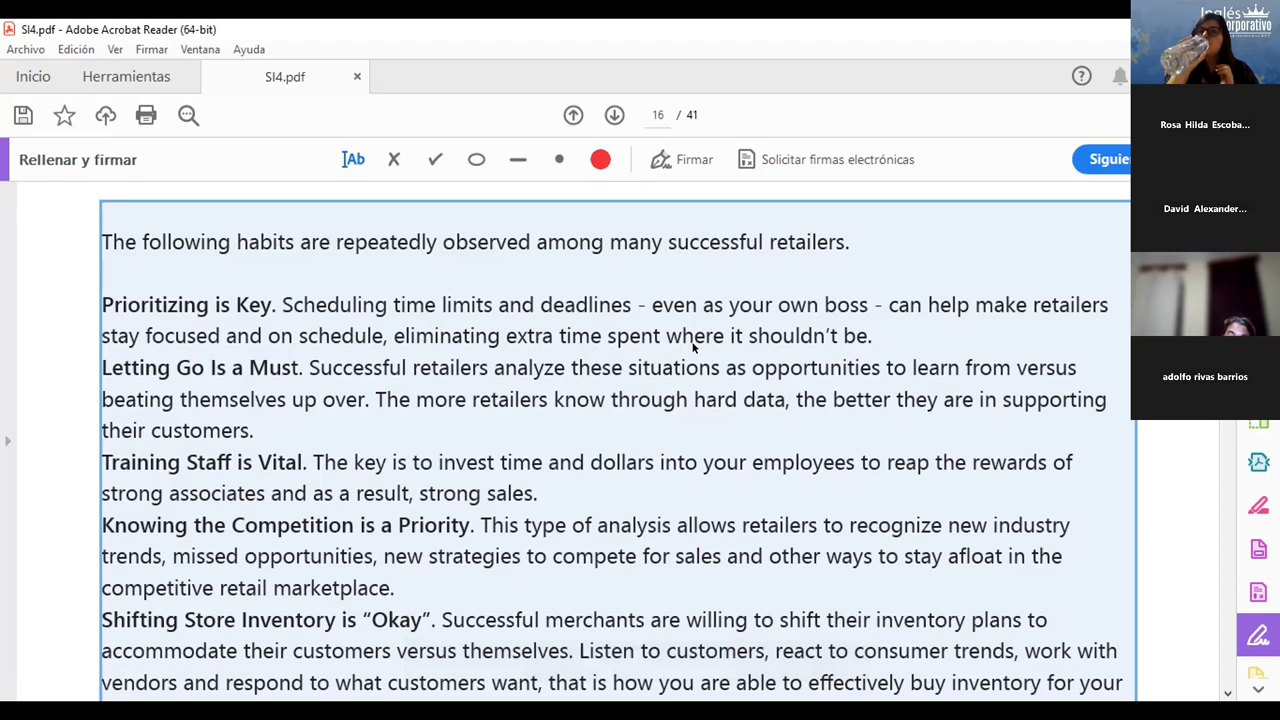 SI4.pdf - Adobe Acrobat Reader (64-bit)
Archivo Edición Ver Firmar Ventana Ayuda
Inicio Herramientas SI4.pdf ×
16 / 41
Rellenar y firmar
Ab
Firmar
Solicitar firmas electrónicas
Siguie
The following habits are repeatedly observed among many successful retailers.
Prioritizing is Key. Scheduling time limits and deadlines - even as your own boss - can help make retailers
stay focused and on schedule, eliminating extra time spent where it shouldn't be.
Letting Go Is a Must. Successful retailers analyze these situations as opportunities to learn from versus
beating themselves up over. The more retailers know through hard data, the better they are in supporting
their customers.
Training Staff is Vital. The key is to invest time and dollars into your employees to reap the rewards of
strong associates and as a result, strong sales.
Knowing the Competition is a Priority. This type of analysis allows retailers to recognize new industry
trends, missed opportunities, new strategies to compete for sales and other ways to stay afloat in the
competitive retail marketplace.
Shifting Store Inventory is “Okay”. Successful merchants are willing to shift their inventory plans to
accommodate their customers versus themselves. Listen to customers, react to consumer trends, work with
vendors and respond to what customers want, that is how you are able to effectively buy inventory for your
Inglés
orporativo
Rosa Hilda Escoba...
David Alexander...
adolfo rivas barrios